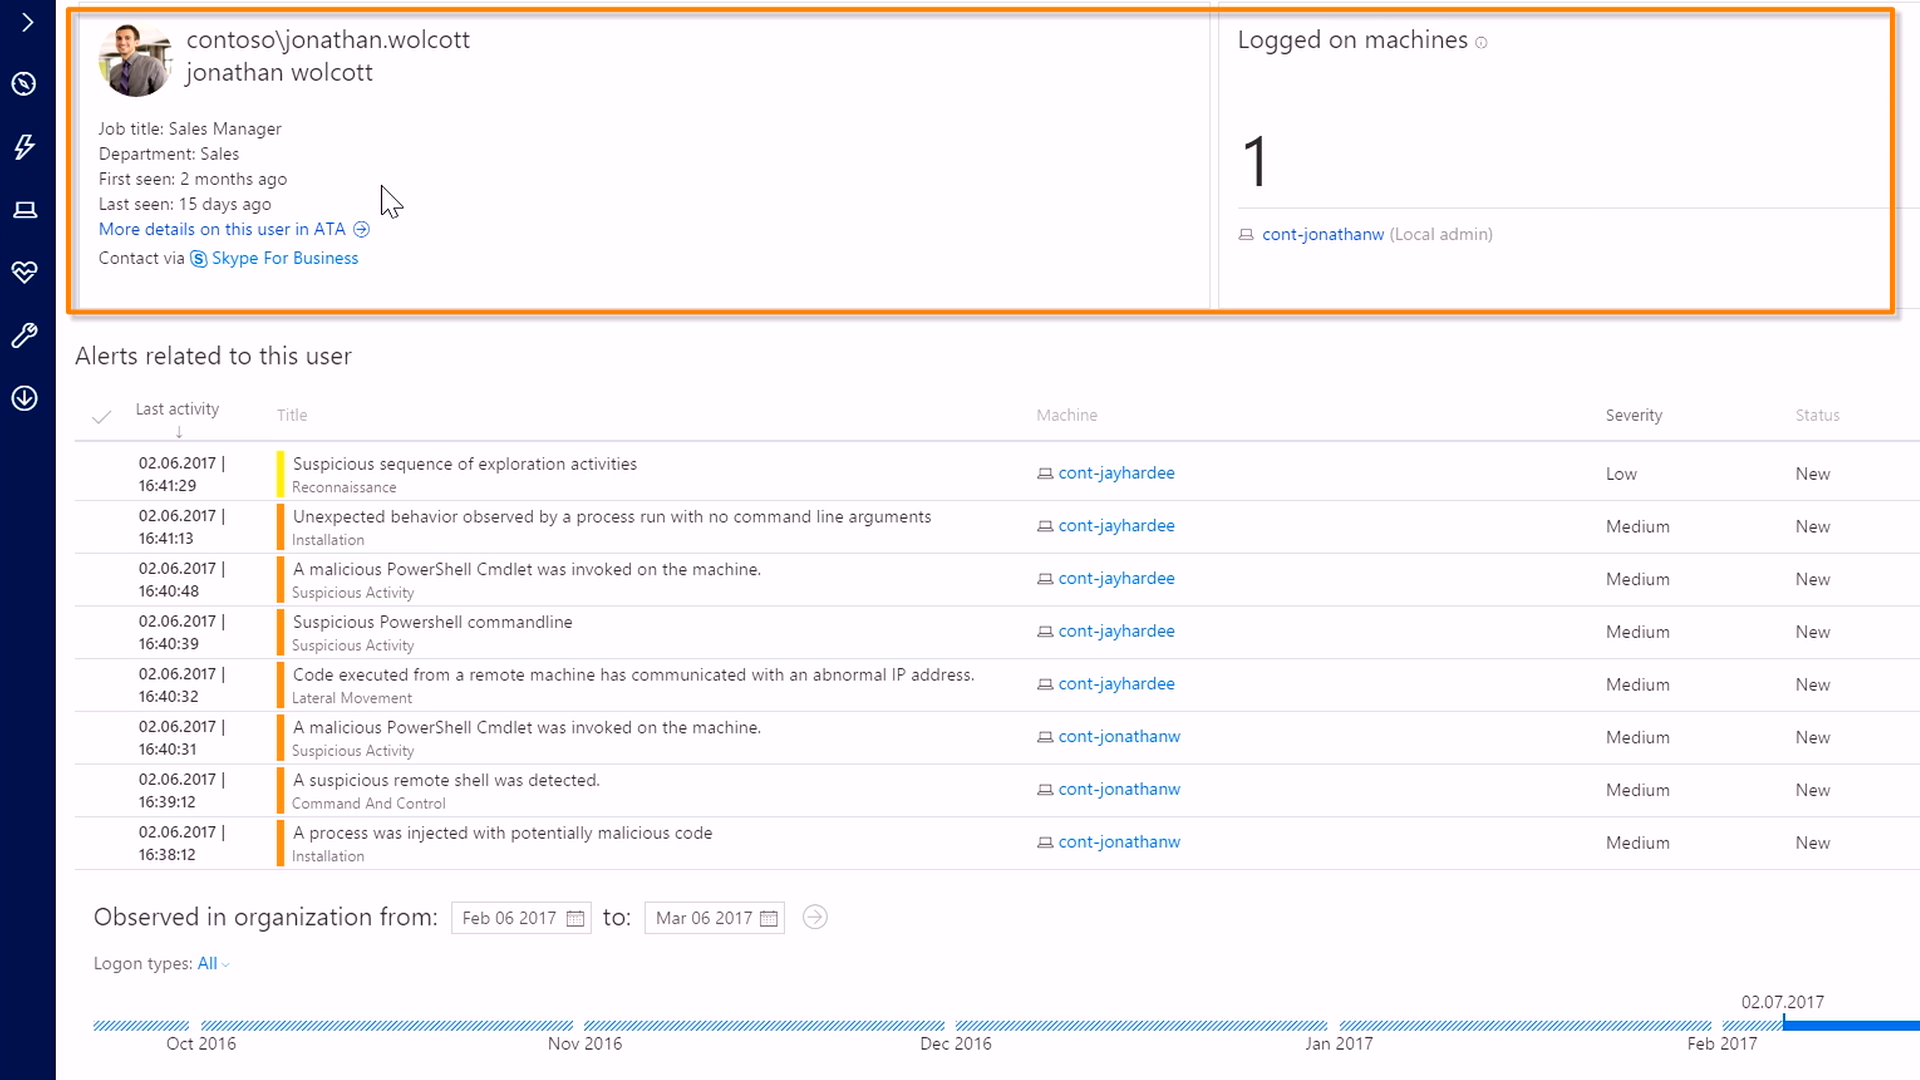 contoso\jonathan.wolcott
jonathan wolcott
Job title: Sales Manager
Department: Sales
First seen: 2 months ago
Last seen: 15 days ago
More details on this user in ATA
Contact via Skype For Business
Logged on machines
1
cont-jonathanw (Local admin)
Alerts related to this user
Last activity Title Machine Severity Status
02.06.2017 | 16:41:29
Suspicious sequence of exploration activities
Reconnaissance
cont-jayhardee Low New
02.06.2017 | 16:41:13
Unexpected behavior observed by a process run with no command line arguments
Installation
cont-jayhardee Medium New
02.06.2017 | 16:40:48
A malicious PowerShell Cmdlet was invoked on the machine.
Suspicious Activity
cont-jayhardee Medium New
02.06.2017 | 16:40:39
Suspicious Powershell commandline
Suspicious Activity
cont-jayhardee Medium New
02.06.2017 | 16:40:32
Code executed from a remote machine has communicated with an abnormal IP address.
Lateral Movement
cont-jayhardee Medium New
02.06.2017 | 16:40:31
A malicious PowerShell Cmdlet was invoked on the machine.
Suspicious Activity
cont-jonathanw Medium New
02.06.2017 | 16:39:12
A suspicious remote shell was detected.
Command And Control
cont-jonathanw Medium New
02.06.2017 | 16:38:12
A process was injected with potentially malicious code
Installation
cont-jonathanw Medium New
Observed in organization from: Feb 06 2017 to: Mar 06 2017
Logon types: All
02.07.2017
Oct 2016 Nov 2016 Dec 2016 Jan 2017 Feb 2017